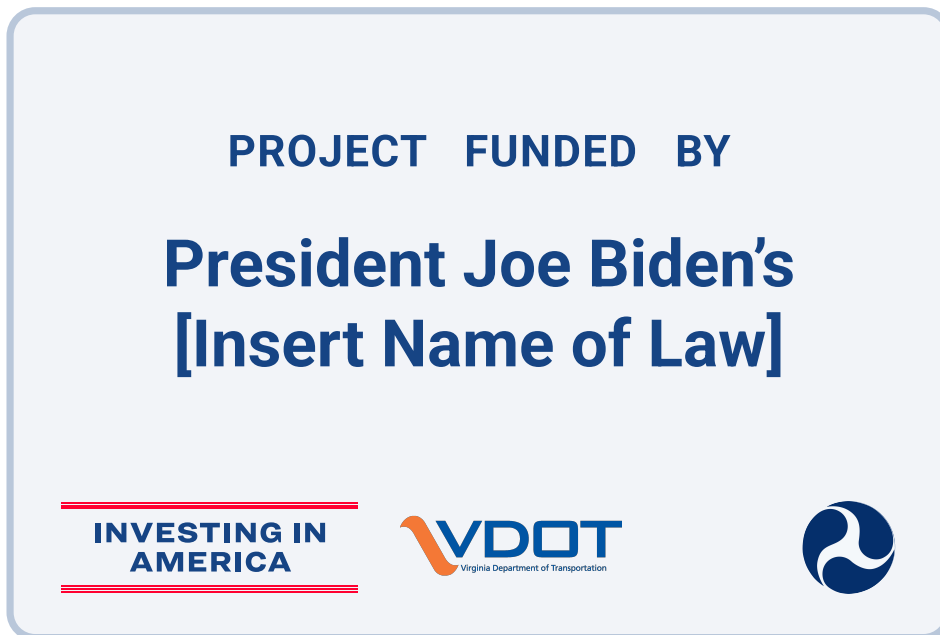 PROJECT FUNDED BY
President Joe Biden’s
[Insert Name of Law]
INVESTING IN
AMERICA
VDOT
Virginia Department of Transportation